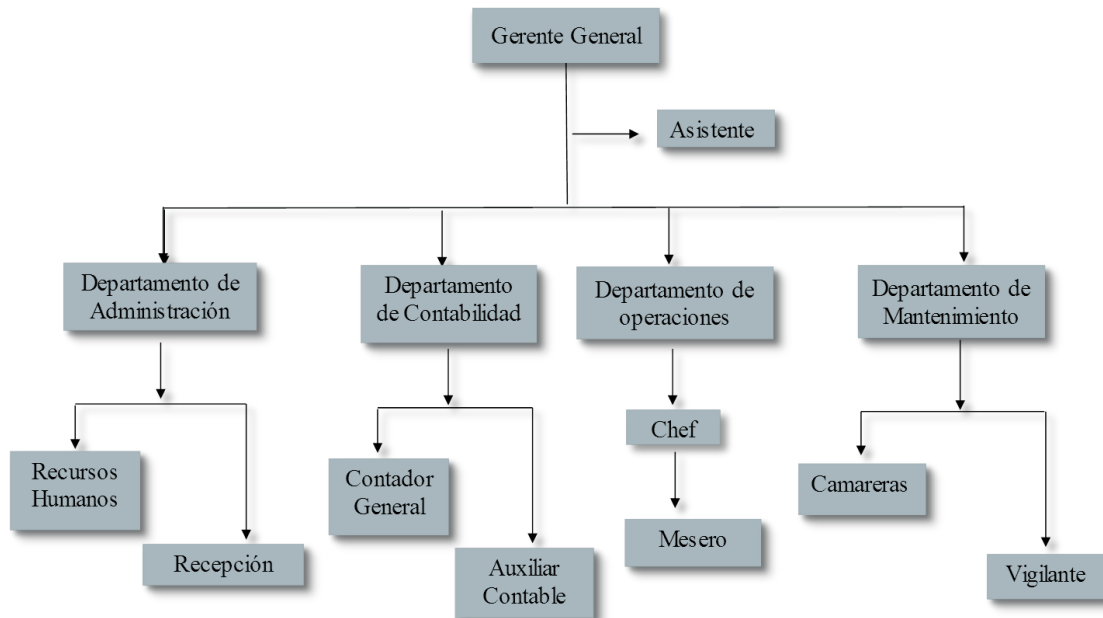 Gerente General
Asistente
Departamento de
Administración
Departamento
de Contabilidad
Departamento de
operaciones
Departamento de
Mantenimiento
Recursos
Humanos
Recepción
Contador
General
Auxiliar
Contable
Chef
Mesero
Camareras
Vigilante